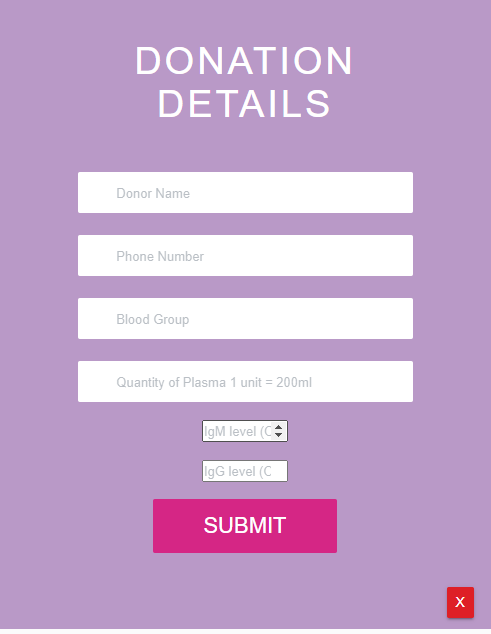 DONATION
DETAILS
Donor Name
Phone Number
Blood Group
Quantity of Plasma 1 unit = 200ml
IgM level (C
IgG level (C
SUBMIT
X